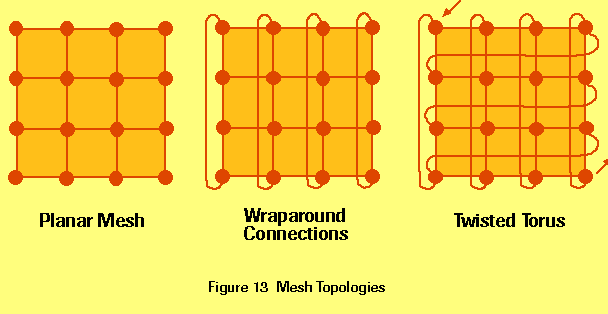 Planar Mesh
Wraparound
Connections
Twisted Torus
Figure 13 Mesh Topologies